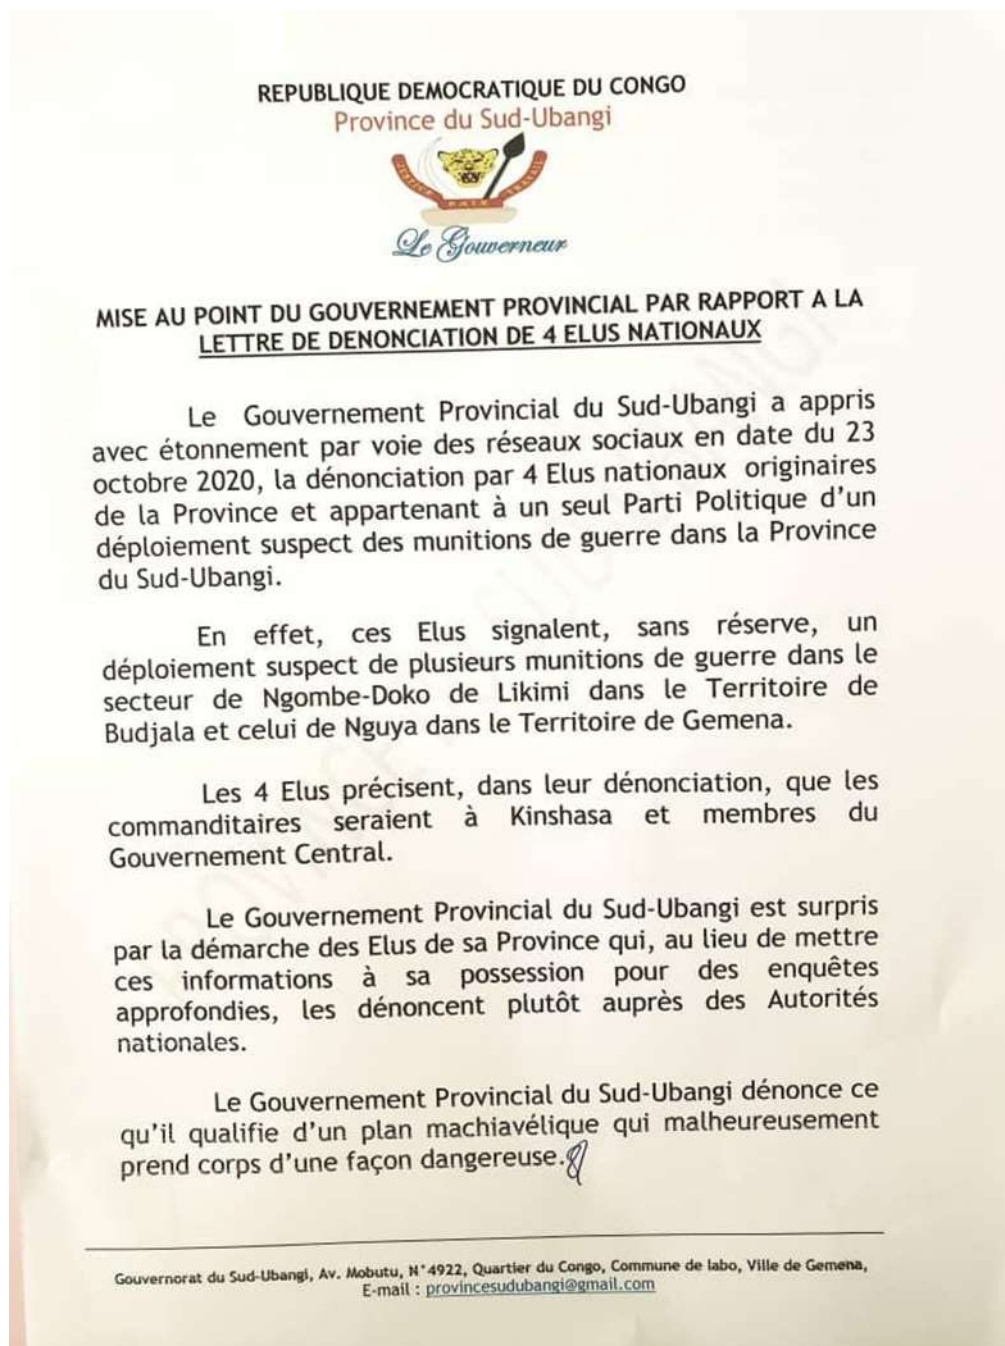 REPUBLIQUE DEMOCRATIQUE DU CONGO
Province du Sud-Ubangi
JUSTICE PAIX TRAVAIL
Le Gouverneur
MISE AU POINT DU GOUVERNEMENT PROVINCIAL PAR RAPPORT A LA
LETTRE DE DENONCIATION DE 4 ELUS NATIONAUX
Le Gouvernement Provincial du Sud-Ubangi a appris
avec étonnement par voie des réseaux sociaux en date du 23
octobre 2020, la dénonciation par 4 Elus nationaux originaires
de la Province et appartenant à un seul Parti Politique d'un
déploiement suspect des munitions de guerre dans la Province
du Sud-Ubangi.
En effet, ces Elus signalent, sans réserve, un
déploiement suspect de plusieurs munitions de guerre dans le
secteur de Ngombe-Doko de Likimi dans le Territoire de
Budjala et celui de Nguya dans le Territoire de Gemena.
Les 4 Elus précisent, dans leur dénonciation, que les
commanditaires seraient à Kinshasa et membres du
Gouvernement Central.
Le Gouvernement Provincial du Sud-Ubangi est surpris
par la démarche des Elus de sa Province qui, au lieu de mettre
ces informations à sa possession pour des enquêtes
approfondies, les dénoncent plutôt auprès des Autorités
nationales.
Le Gouvernement Provincial du Sud-Ubangi dénonce ce
qu'il qualifie d'un plan machiavélique qui malheureusement
prend corps d'une façon dangereuse.
Gouvernorat du Sud-Ubangi, Av. Mobutu, N°4922, Quartier du Congo, Commune de labo, Ville de Gemena,
E-mail : provincesudubangi@gmail.com